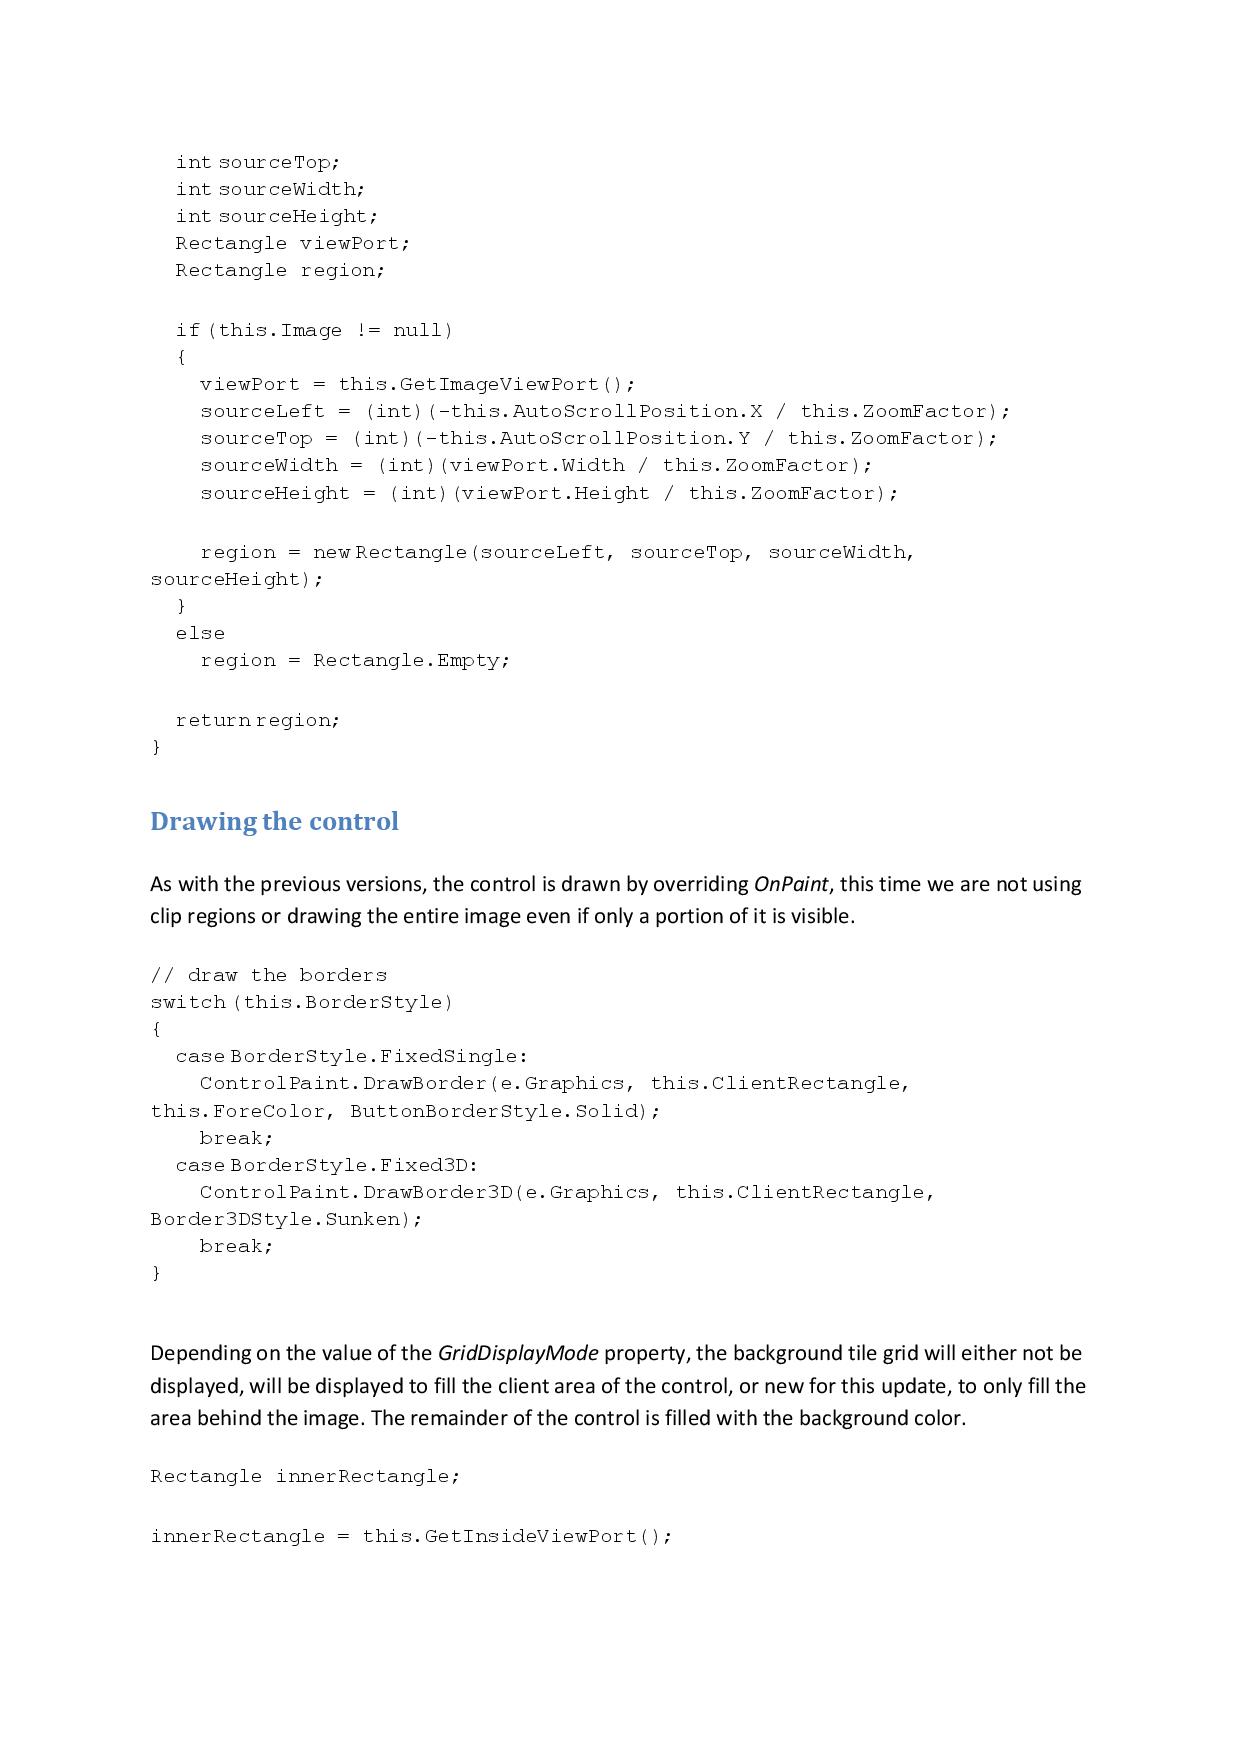 int sourceTop;
int sourceWidth;
int sourceHeight;
Rectangle viewPort;
Rectangle region;
if (this.Image != null)
{
viewPort = this.GetImageViewPort();
sourceLeft = (int)(-this.AutoScrollPosition.X / this.ZoomFactor);
sourceTop = (int)(-this.AutoScrollPosition.Y / this.ZoomFactor);
sourceWidth = (int)(viewPort.Width / this.ZoomFactor);
sourceHeight = (int)(viewPort.Height / this.ZoomFactor);
region = new Rectangle(sourceLeft, sourceTop, sourceWidth,
sourceHeight);
}
else
region = Rectangle.Empty;
return region;
}
Drawing the control
As with the previous versions, the control is drawn by overriding OnPaint, this time we are not using
clip regions or drawing the entire image even if only a portion of it is visible.
// draw the borders
switch (this.BorderStyle)
{
case BorderStyle.FixedSingle:
ControlPaint.DrawBorder(e.Graphics, this.ClientRectangle,
this.ForeColor, ButtonBorderStyle.Solid);
break;
case BorderStyle.Fixed3D:
ControlPaint.DrawBorder3D(e.Graphics, this.ClientRectangle,
Border3DStyle.Sunken);
break;
}
Depending on the value of the GridDisplayMode property, the background tile grid will either not be
displayed, will be displayed to fill the client area of the control, or new for this update, to only fill the
area behind the image. The remainder of the control is filled with the background color.
Rectangle innerRectangle;
innerRectangle = this.GetInsideViewPort();